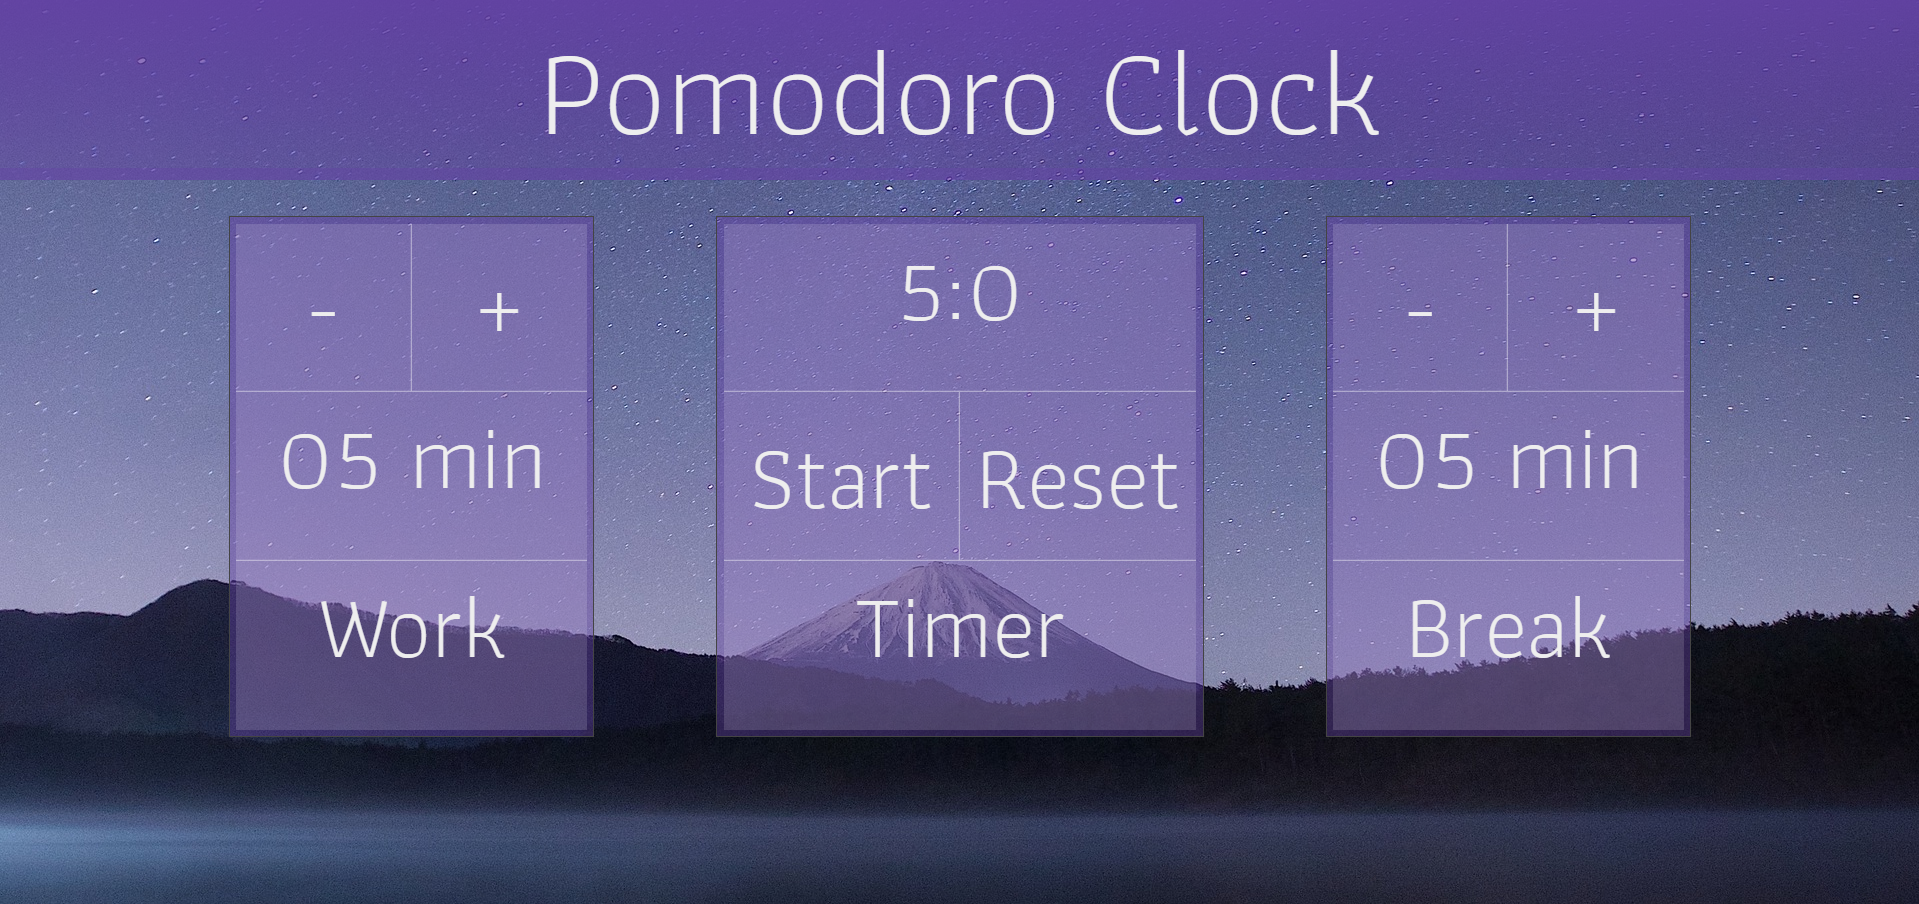 Pomodoro Clock
- +
05 min
Work
5:0
Start Reset
Timer
- +
05 min
Break